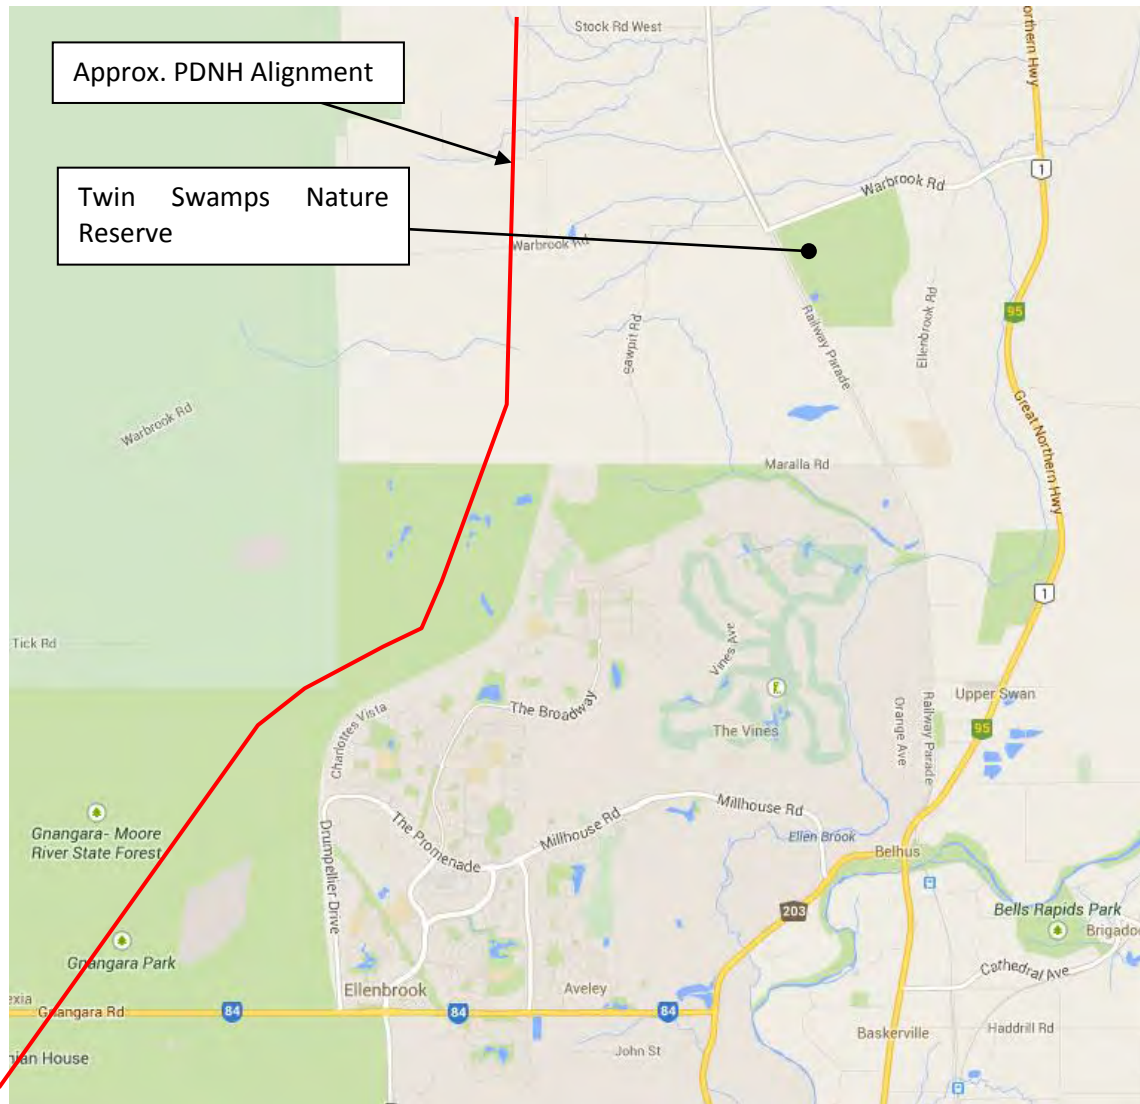 Stock Rd West
Northern Hwy
Approx. PDNH Alignment
1
Warbrook Rd
Twin Swamps Nature
Reserve
Warbrook Rd
Sawpit Rd
Railway Parade
Ellenbrook Rd
95
Great Northern Hwy
Warbrook Rd
Maralla Rd
1
Tick Rd
Vines Ave
Upper Swan
Orange Ave
Railway Parade
The Broadway
The Vines
95
Charlottes Vista
Gnangara- Moore
River State Forest
The Promenade
Millhouse Rd
Millhouse Rd
Ellen Brook
Belhus
Drumpellier Drive
203
Bells Rapids Park
Gnangara Park
Cathedral Ave
Ellenbrook
Aveley
Gnangara Rd
84
84
84
Baskerville
Haddrill Rd
John St
House